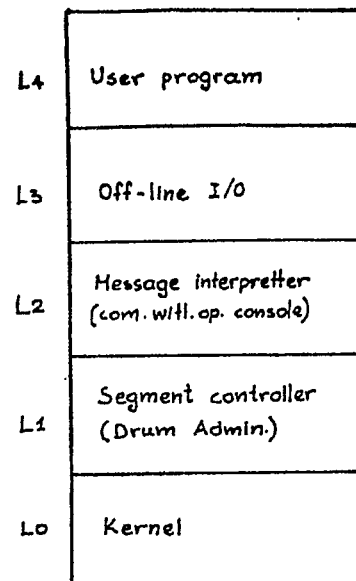 L4 User program
L3 Off-line I/O
Message interpretter
L2 (com. with. op. console)
Segment controller
L1 (Drum Admin.)
L0 Kernel